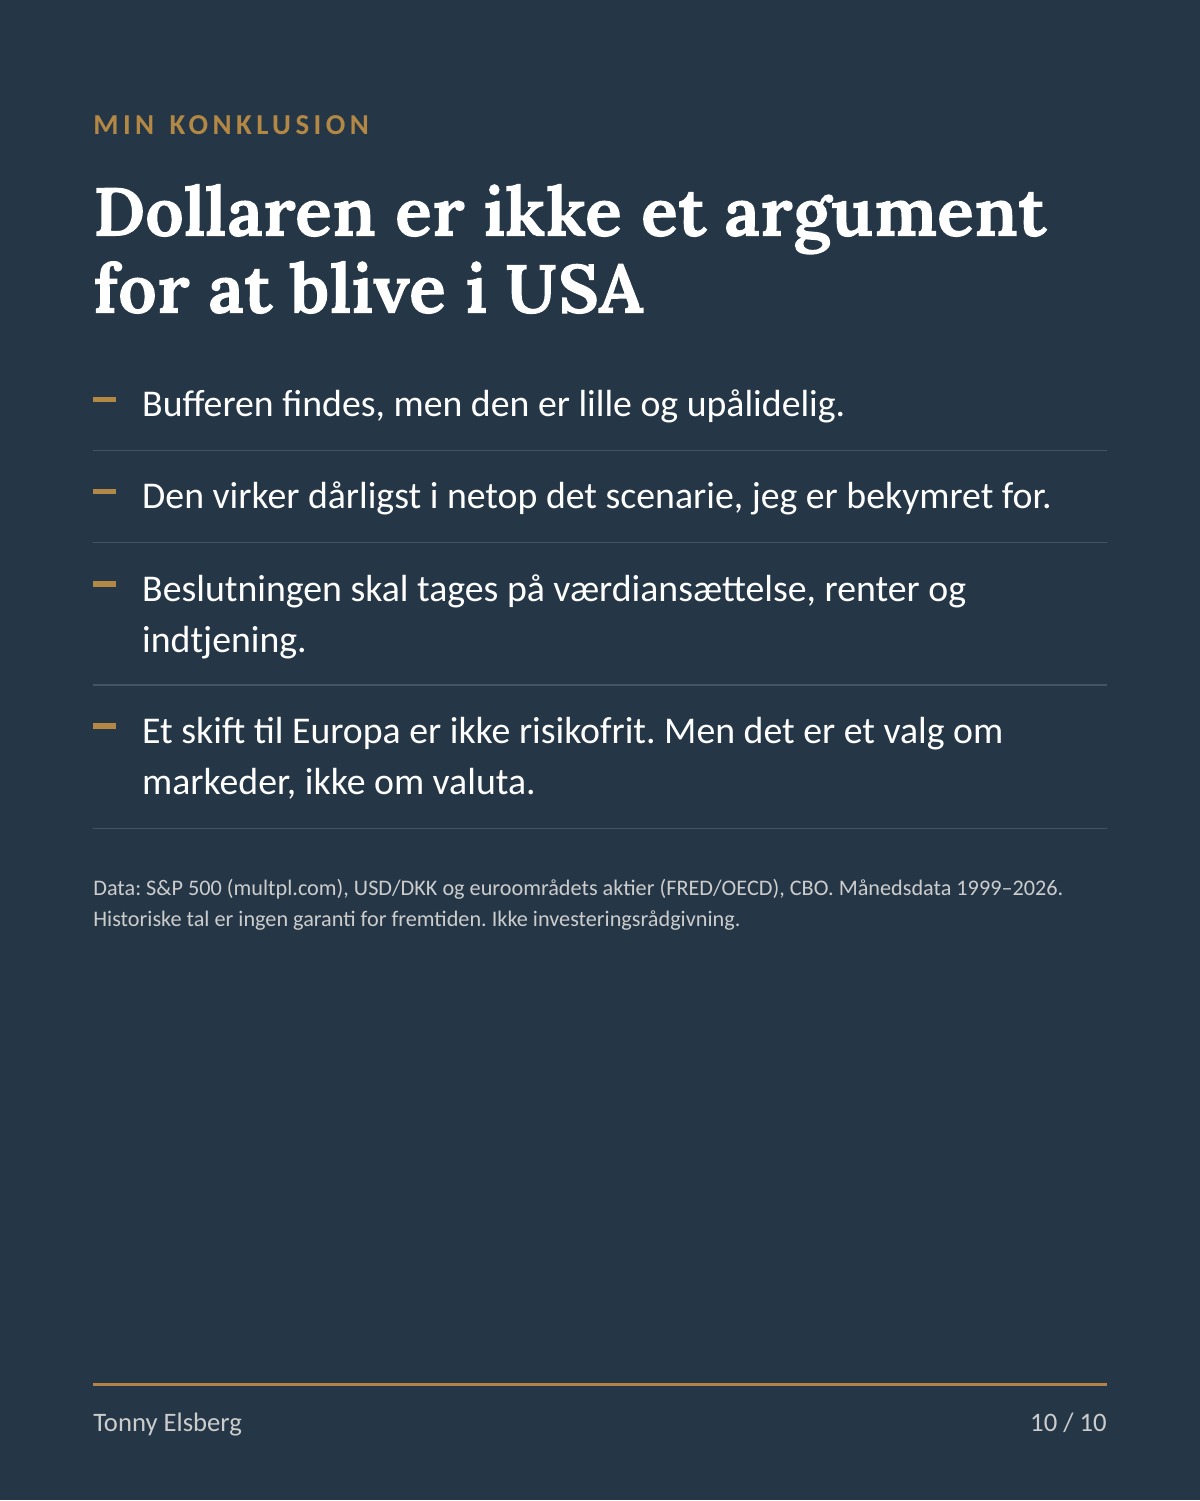 MIN KONKLUSION
Dollaren er ikke et argument
for at blive i USA
Bufferen findes, men den er lille og upålidelig.
Den virker dårligst i netop det scenarie, jeg er bekymret for.
Beslutningen skal tages på værdiansættelse, renter og
indtjening.
Et skift til Europa er ikke risikofrit. Men det er et valg om
markeder, ikke om valuta.
Data: S&P 500 (multpl.com), USD/DKK og euroområdets aktier (FRED/OECD), CBO. Månedsdata 1999–2026.
Historiske tal er ingen garanti for fremtiden. Ikke investeringsrådgivning.
Tonny Elsberg
10 / 10